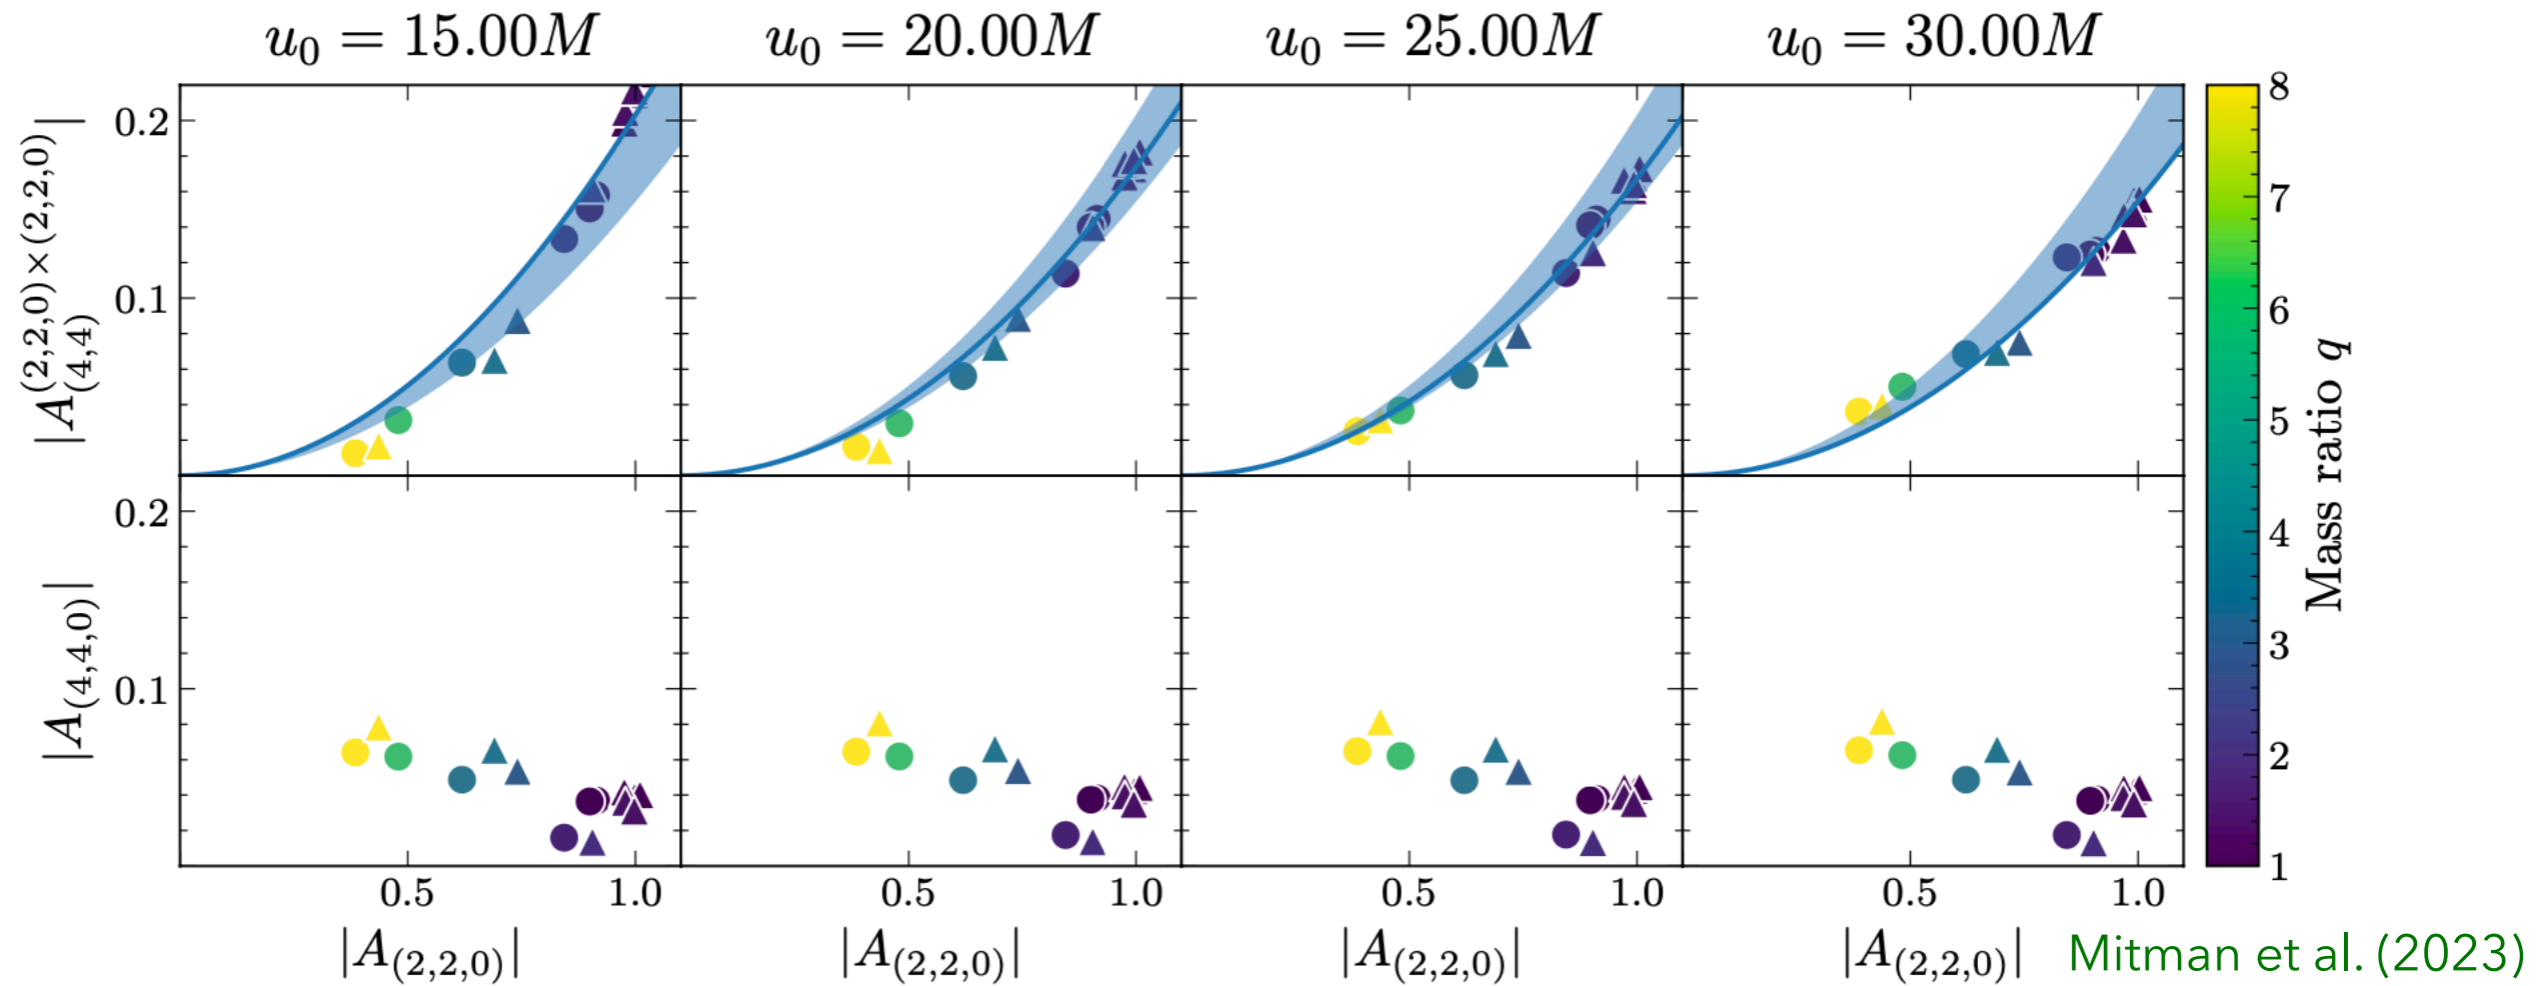 u₀ = 15.00M
u₀ = 20.00M
u₀ = 25.00M
u₀ = 30.00M
|A_{(4,4)}^{(2,2,0)×(2,2,0)}|
0.2
0.1
|A_{(4,4,0)}|
0.2
0.1
0.5 1.0
0.5 1.0
0.5 1.0
0.5 1.0
|A_{(2,2,0)}|
|A_{(2,2,0)}|
|A_{(2,2,0)}|
|A_{(2,2,0)}|
8
7
6
5
4
3
2
1
Mass ratio q
Mitman et al. (2023)